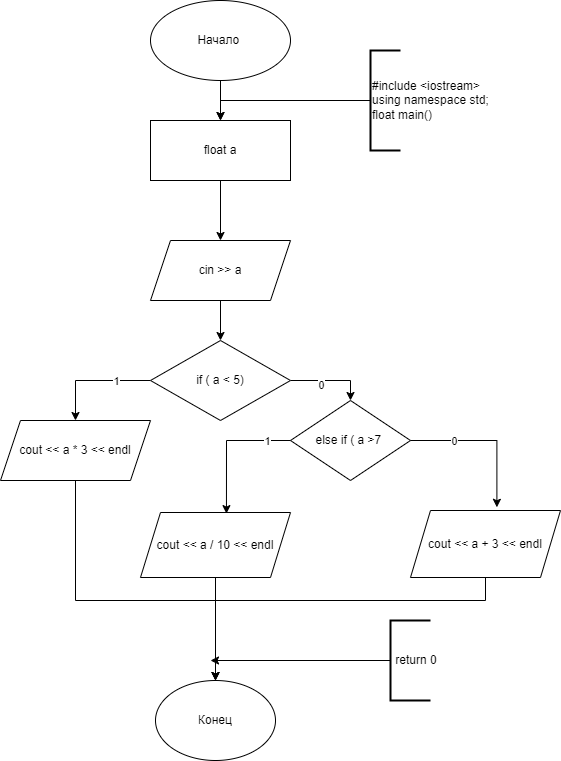 Начало
#include <iostream>
using namespace std;
float main()
float a
cin >> a
if ( a < 5)
1
0
cout << a * 3 << endl
else if ( a >7
1
0
cout << a / 10 << endl
cout << a + 3 << endl
return 0
Конец